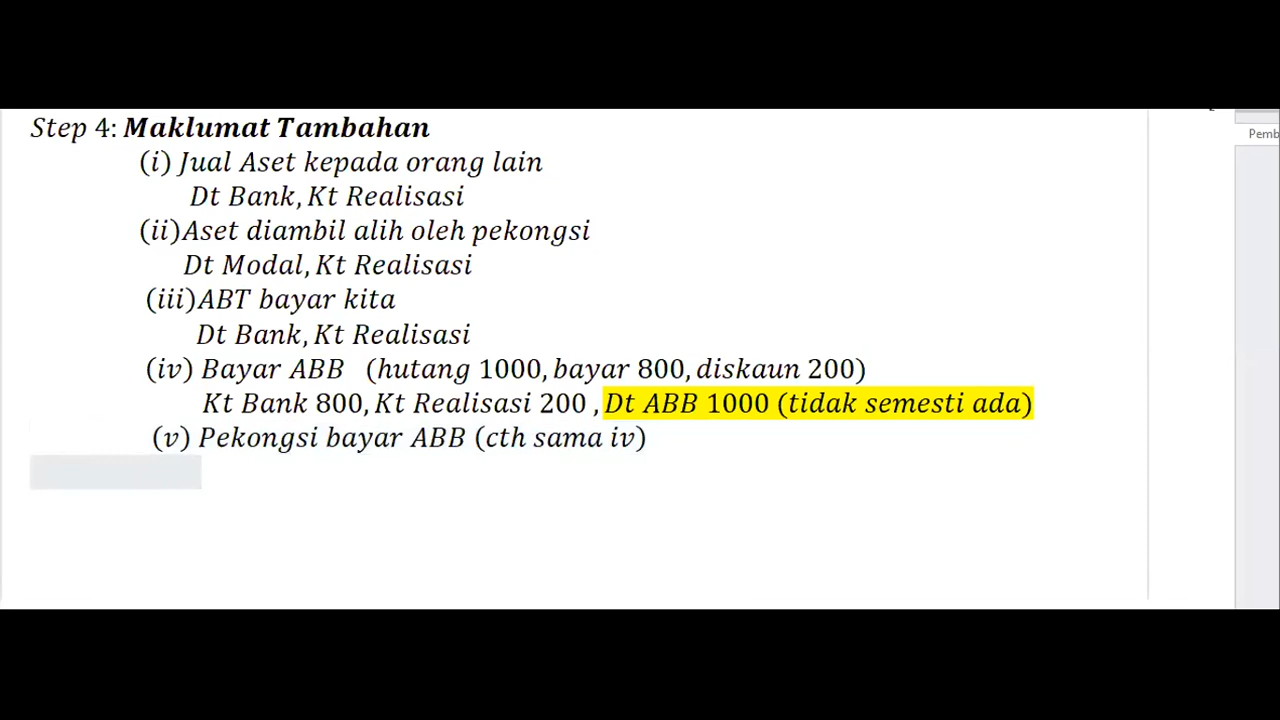 Step 4: Maklumat Tambahan
(i) Jual Aset kepada orang lain
Dt Bank, Kt Realisasi
(ii)Aset diambil alih oleh pekongsi
Dt Modal, Kt Realisasi
(iii)ABT bayar kita
Dt Bank, Kt Realisasi
(iv) Bayar ABB (hutang 1000, bayar 800, diskaun 200)
Kt Bank 800, Kt Realisasi 200 , Dt ABB 1000 (tidak semesti ada)
(v) Pekongsi bayar ABB (cth sama iv)
Pemb